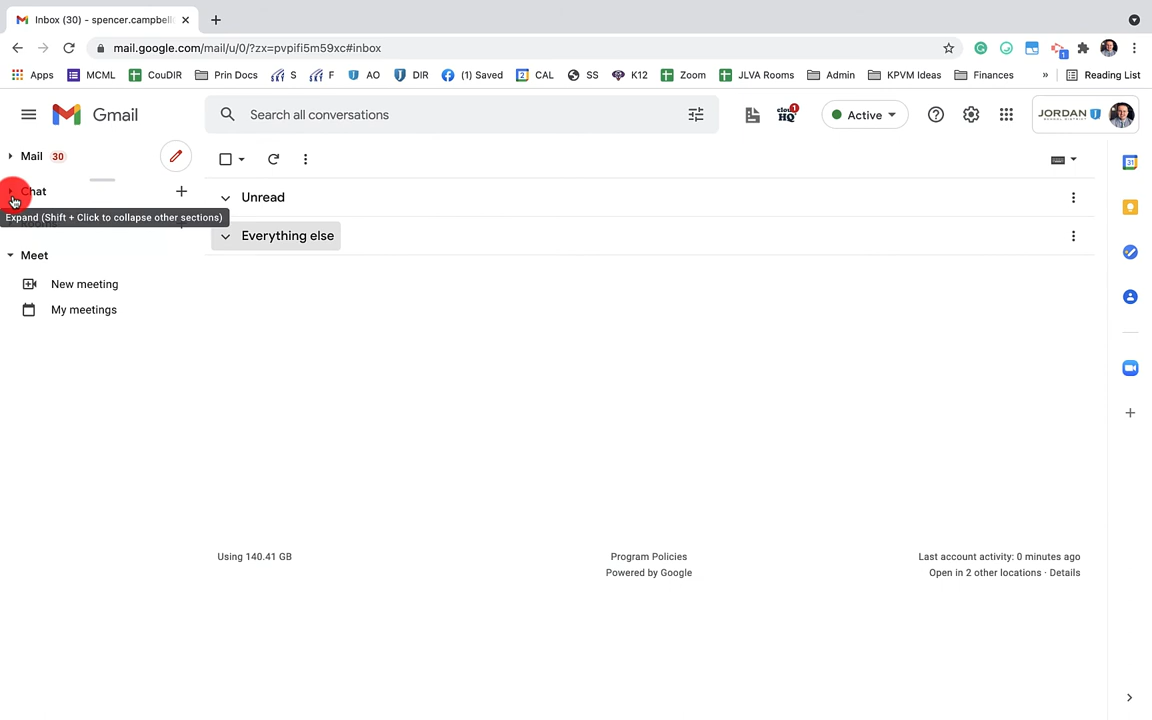 Inbox (30) - spencer.campbell
mail.google.com/mail/u/0/?zx=pvpifi5m59xc#inbox
Apps MCML CouDIR Prin Docs S F AO DIR (1) Saved CAL SS K12 Zoom JLVA Rooms Admin KPVM Ideas Finances » Reading List
Gmail
Search all conversations
cloud HQ 1
Active
JORDAN
Mail 30
Chat
Expand (Shift + Click to collapse other sections)
Meet
New meeting
My meetings
Unread
Everything else
Using 140.41 GB
Program Policies
Powered by Google
Last account activity: 0 minutes ago
Open in 2 other locations · Details